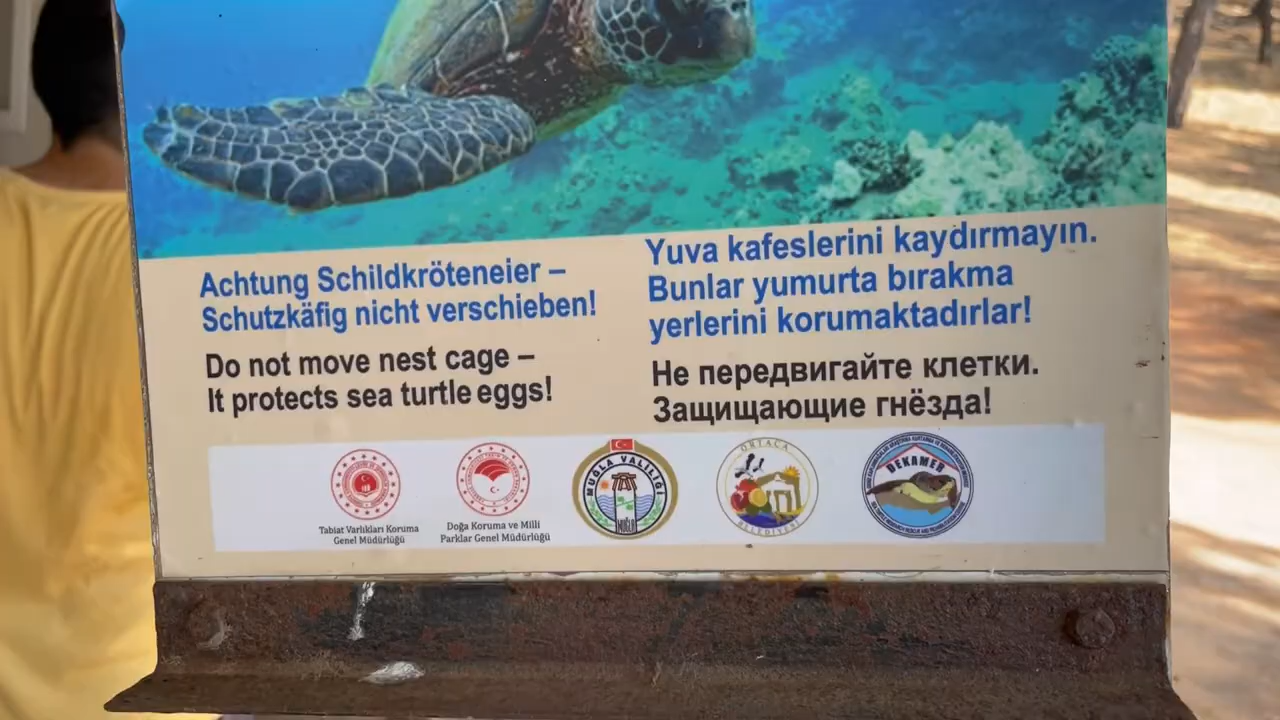 Achtung Schildkröteneier –
Schutzkäfig nicht verschieben!
Do not move nest cage –
It protects sea turtle eggs!
Yuva kafeslerini kaydırmayın.
Bunlar yumurta bırakma
yerlerini korumaktadırlar!
Не передвигайте клетки.
Защищающие гнёзда!
Tabiat Varlıkları Koruma
Genel Müdürlüğü
Doğa Koruma ve Milli
Parklar Genel Müdürlüğü
MUĞLA VALİLİĞİ
MUĞLA
ORTACA
BELEDİYESİ
DEKAMER